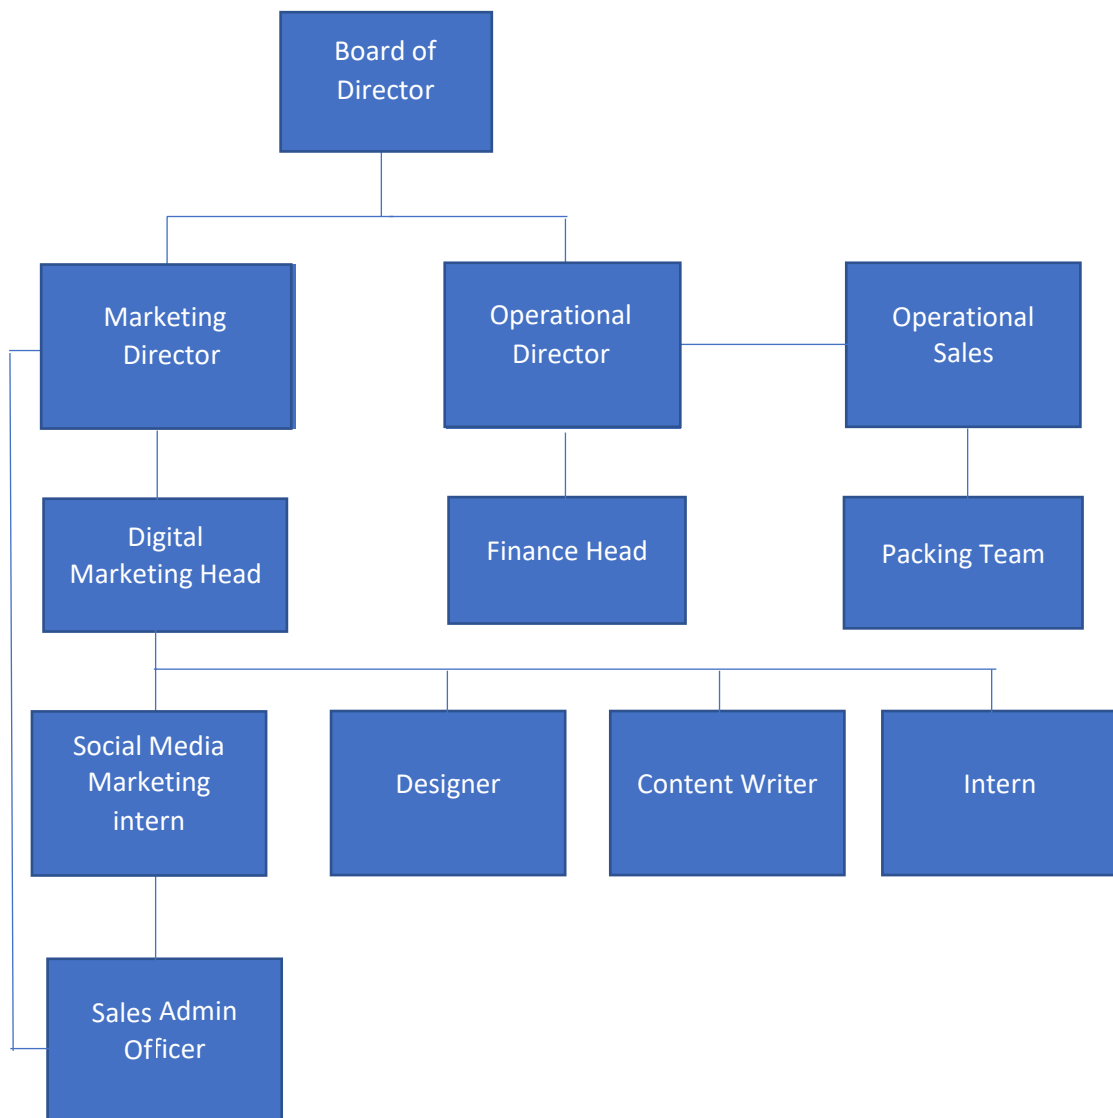 Board of
Director
Marketing
Director
Operational
Director
Operational
Sales
Digital
Marketing Head
Finance Head
Packing Team
Social Media
Marketing
intern
Designer
Content Writer
Intern
Sales Admin
Officer